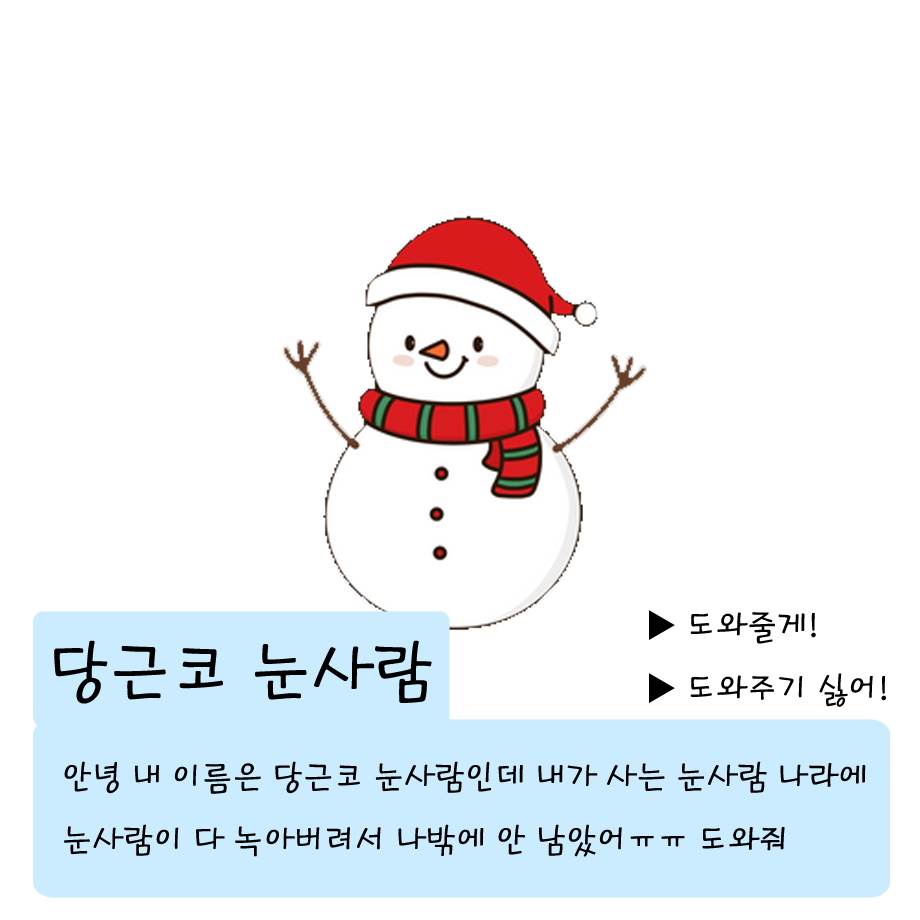 당근코 눈사람
▶ 도와줄게!
▶ 도와주기 싫어!
안녕 내 이름은 당근코 눈사람인데 내가 사는 눈사람 나라에
눈사람이 다 녹아버려서 나밖에 안 남았어ㅠㅠ 도와줘